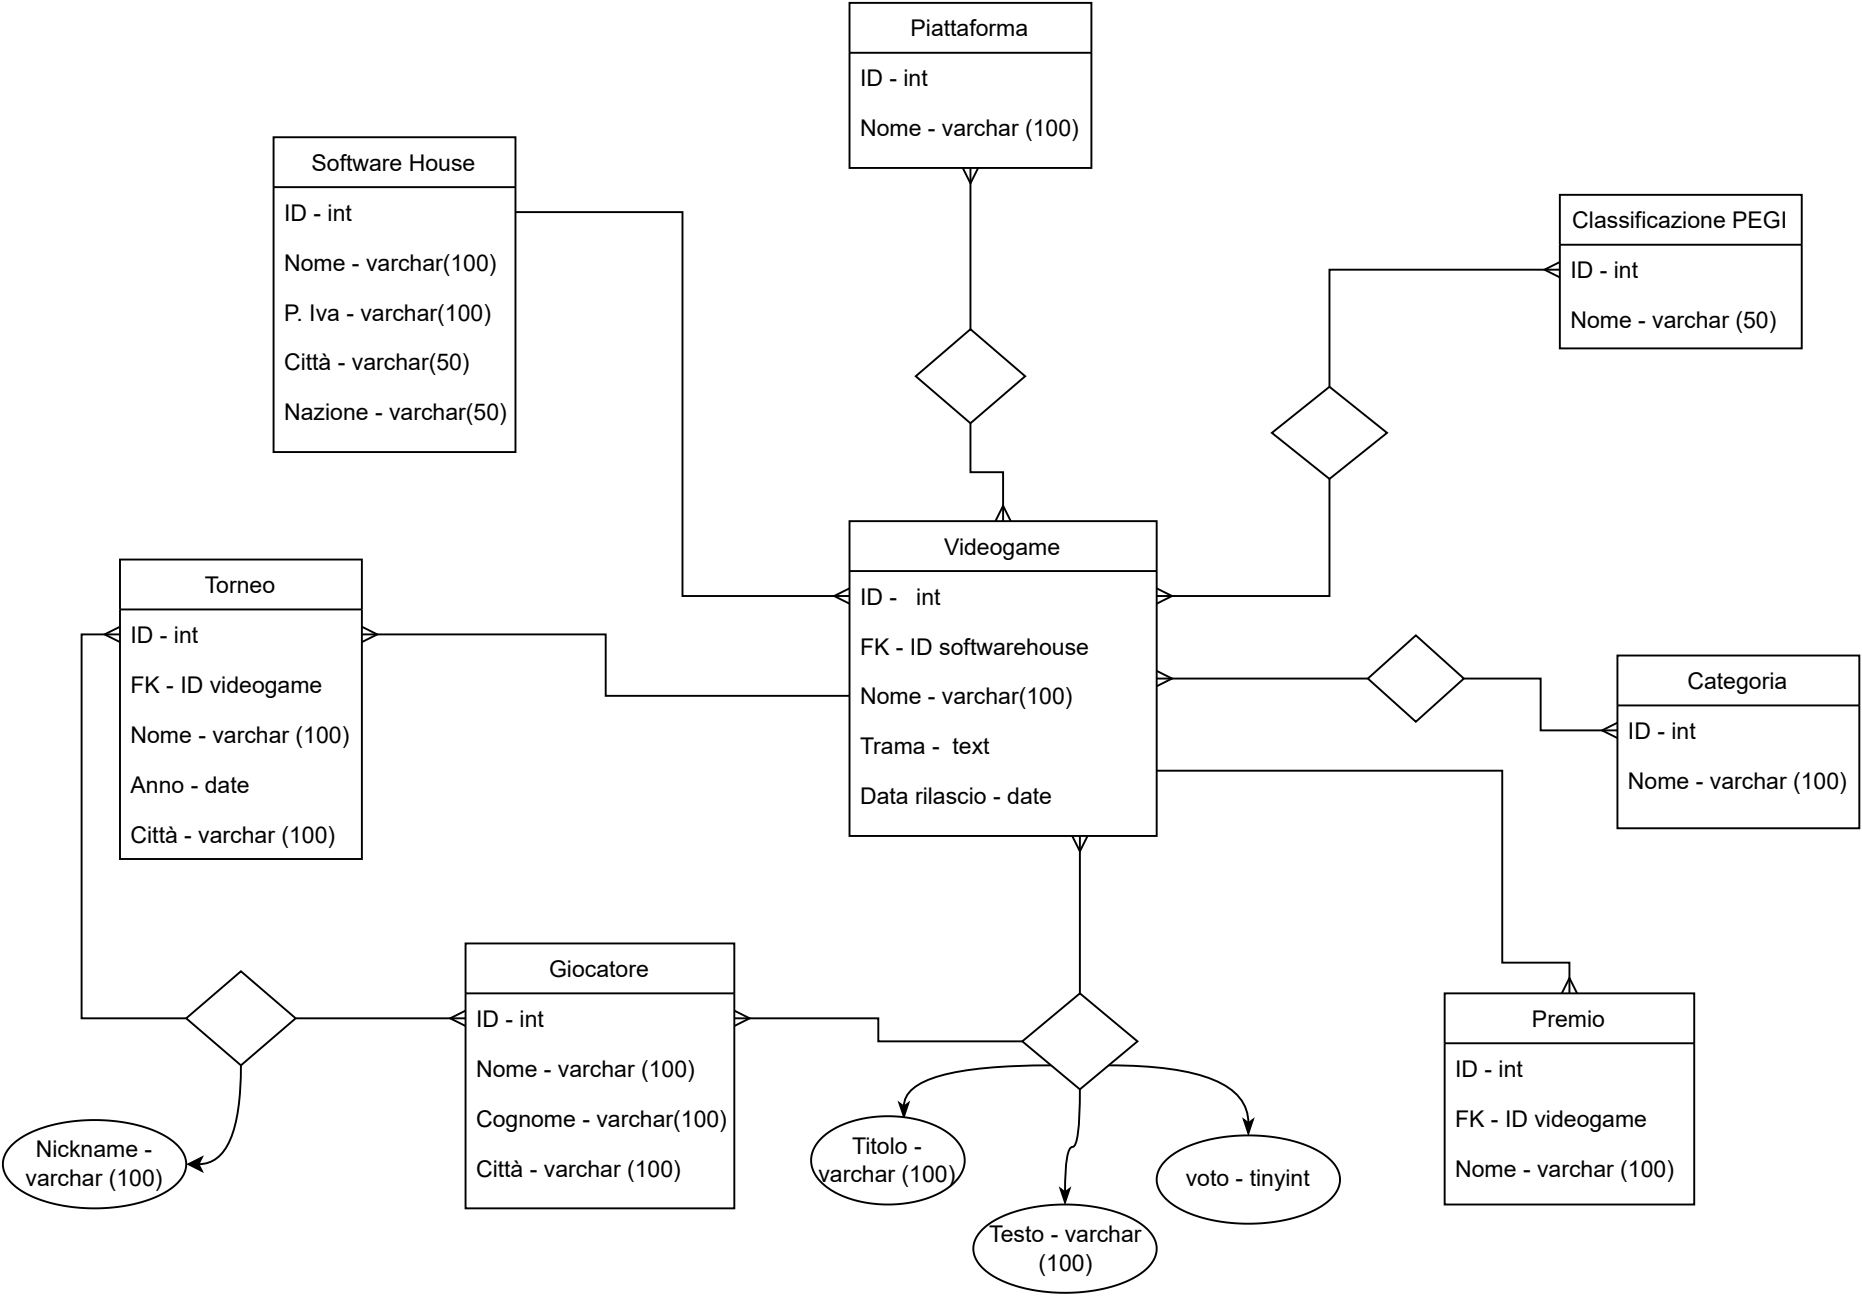 Piattaforma
ID - int
Nome - varchar (100)
Software House
ID - int
Nome - varchar(100)
P. Iva - varchar(100)
Città - varchar(50)
Nazione - varchar(50)
Classificazione PEGI
ID - int
Nome - varchar (50)
Videogame
ID -   int
FK - ID softwarehouse
Nome - varchar(100)
Trama -  text
Data rilascio - date
Torneo
ID - int
FK - ID videogame
Nome - varchar (100)
Anno - date
Città - varchar (100)
Categoria
ID - int
Nome - varchar (100)
Giocatore
ID - int
Nome - varchar (100)
Cognome - varchar(100)
Città - varchar (100)
Premio
ID - int
FK - ID videogame
Nome - varchar (100)
Nickname -
varchar (100)
Titolo -
varchar (100)
Testo - varchar
(100)
voto - tinyint